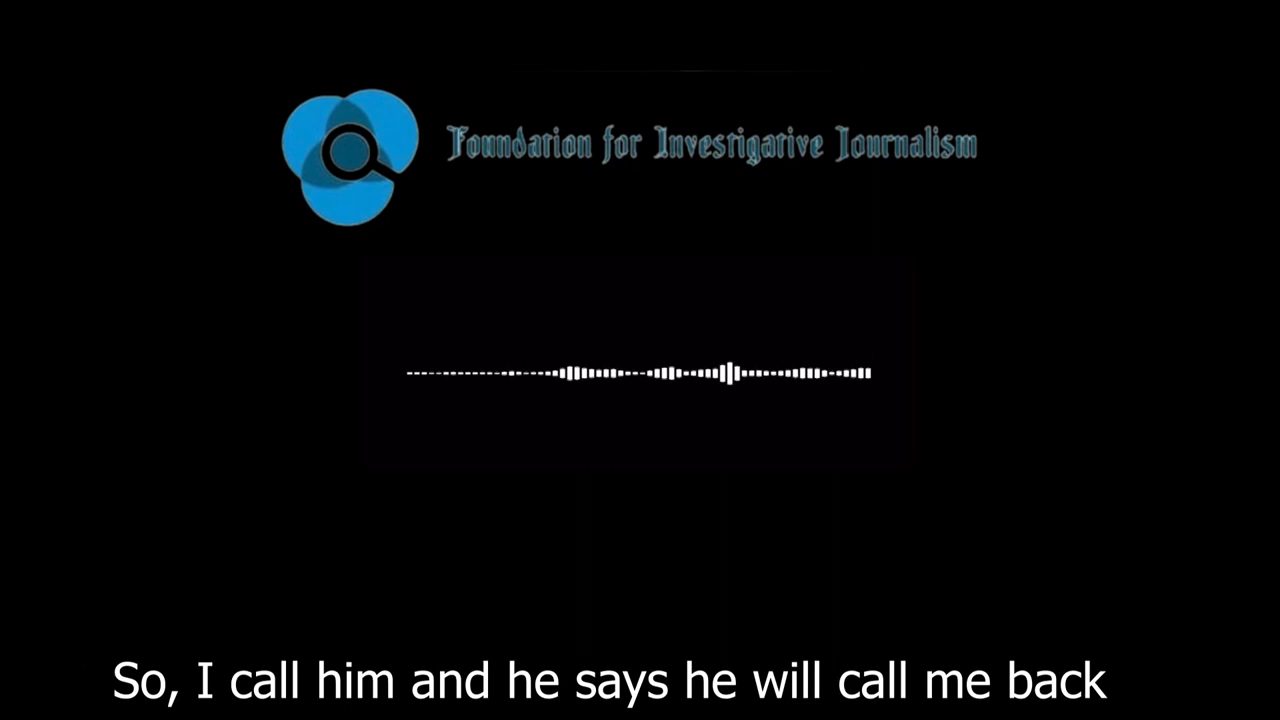 Foundation for Investigative Journalism
So, I call him and he says he will call me back